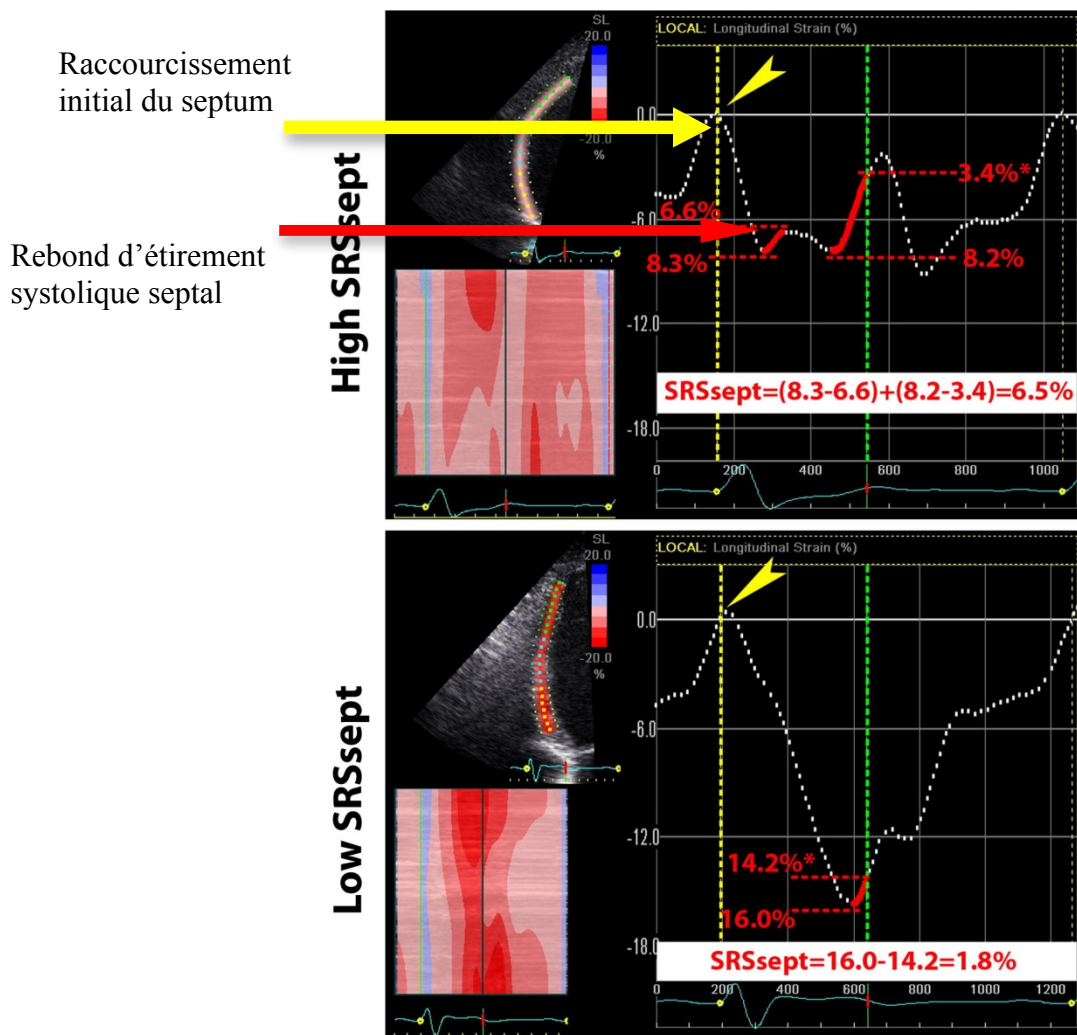 Raccourcissement
initial du septum
Rebond d’étirement
systolique septal
High SRSsept
SL
20.0
-20.0
%
LOCAL: Longitudinal Strain (%)
0.0
-6.0
-12.0
-18.0
6.6%
8.3%
3.4%*
8.2%
SRSsept=(8.3-6.6)+(8.2-3.4)=6.5%
0 200 400 600 800 1000
Low SRSsept
SL
20.0
-20.0
%
LOCAL: Longitudinal Strain (%)
0.0
-6.0
-12.0
-18.0
14.2%*
16.0%
SRSsept=16.0-14.2=1.8%
0 200 400 600 800 1000 1200